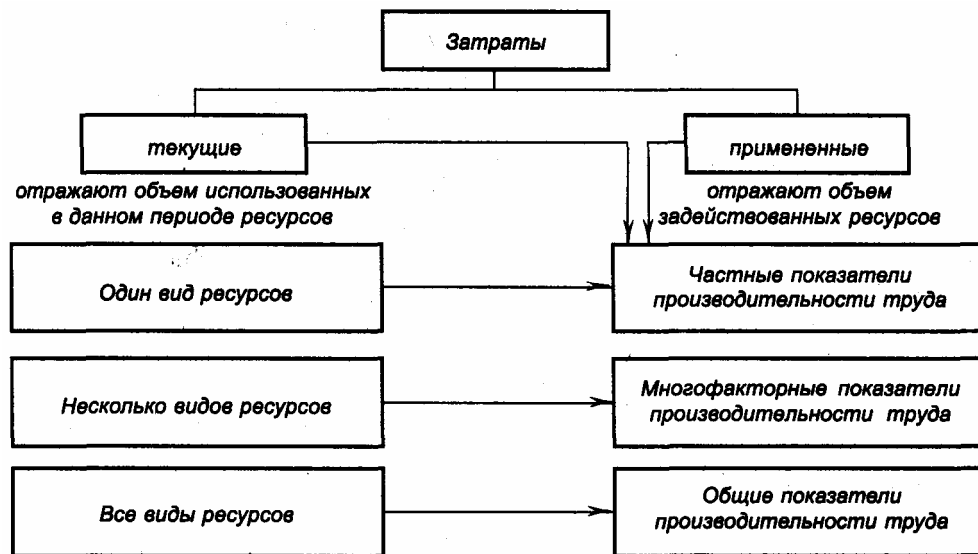 Затраты
текущие
примененные
отражают объем использованных
в данном периоде ресурсов
отражают объем
задействованных ресурсов
Один вид ресурсов
Частные показатели
производительности труда
Несколько видов ресурсов
Многофакторные показатели
производительности труда
Все виды ресурсов
Общие показатели
производительности труда